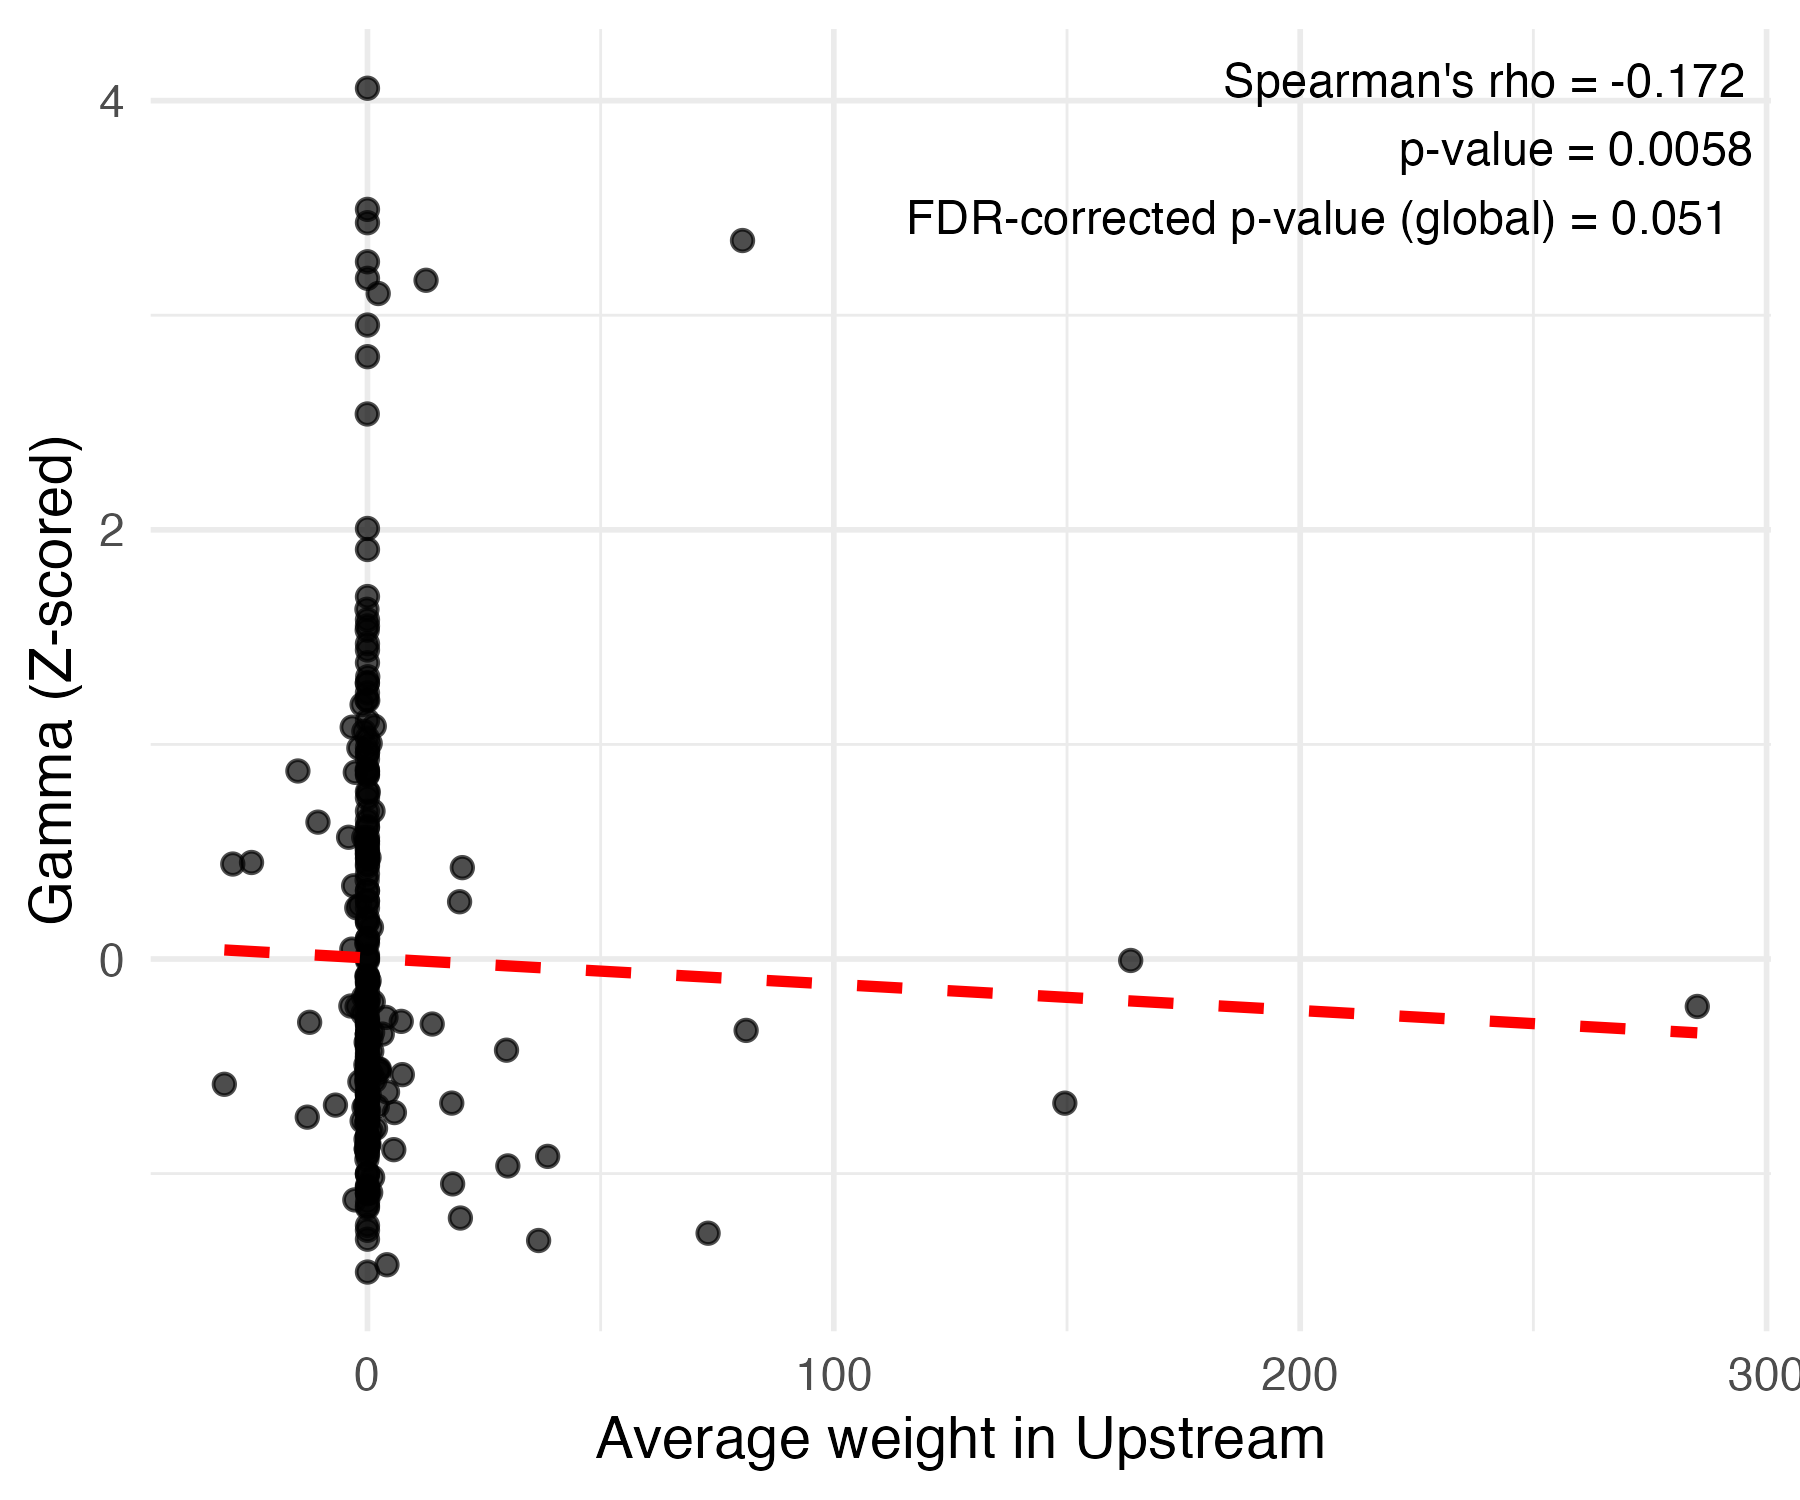 Spearman's rho = -0.172
p-value = 0.0058
FDR-corrected p-value (global) = 0.051
Gamma (Z-scored)
4
2
0
0 100 200 300
Average weight in Upstream